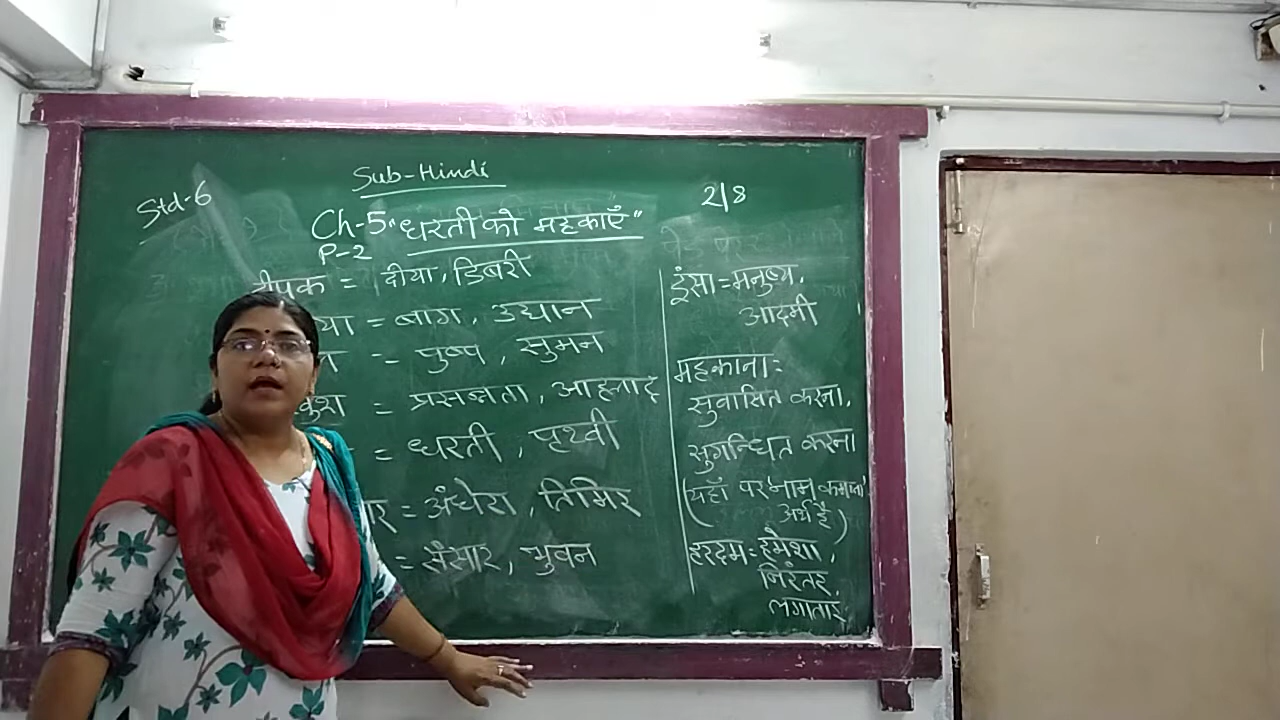 Sub-Hindi
Std-6
2/8
Ch-5 "धरती को महकाएँ"
P-2
दीपक = दीया, डिबरी
या = बाग, उद्यान
= पुष्प, सुमन
= प्रसन्नता, आह्लाद
= धरती, पृथ्वी
= अंधेरा, तिमिर
= संसार, भुवन
इंसा = मनुष्य,
आदमी
महकाना =
सुवासित करना,
सुगन्धित करना
(यहाँ पर नाम कमाना
अर्थ है)
हरदम = हमेशा,
निरंतर,
लगातार